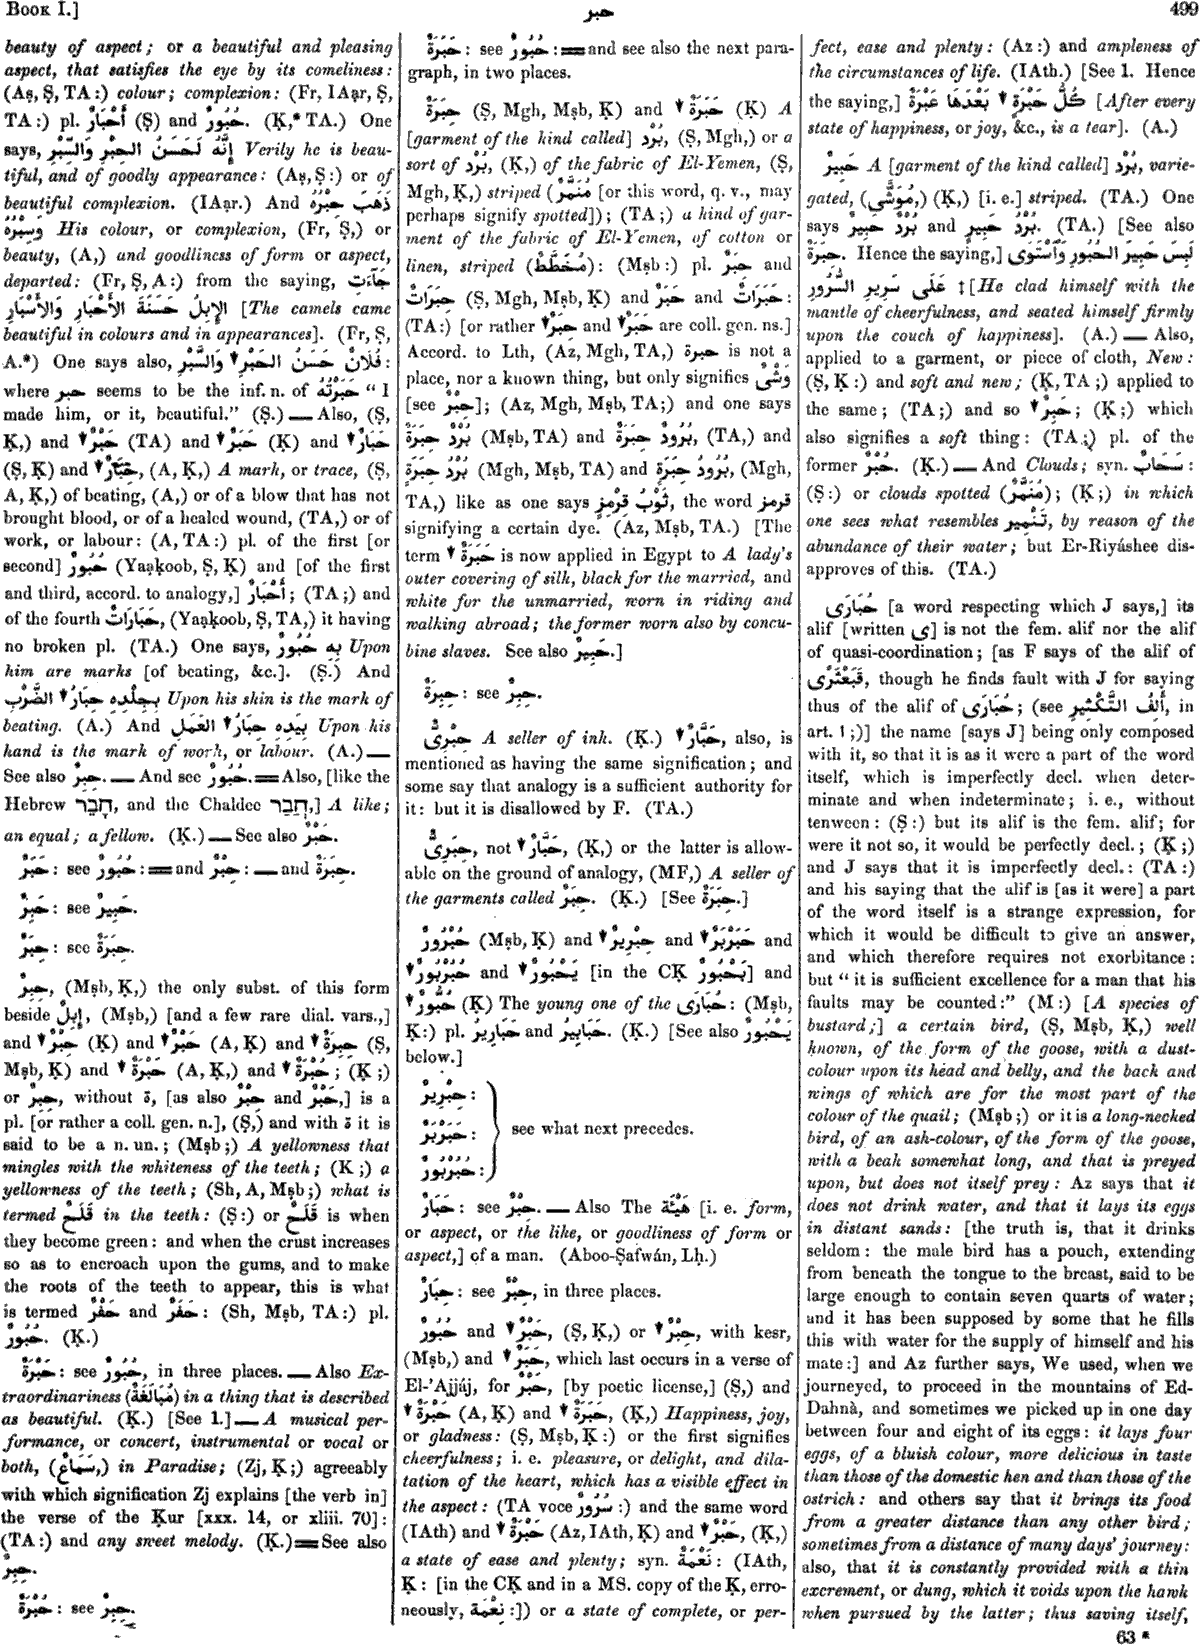 BOOK I.]
حبر
499
beauty of aspect; or a beautiful and pleasing
aspect, that satisfies the eye by its comeliness:
(Aṣ, Ṣ, TA:) colour; complexion: (Fr, IAạr, Ṣ,
TA:) pl. أَحْبَارٌ (Ṣ) and حُبُورٌ. (Ḳ,* TA.) One
says, إِنَّهُ لَحَسَنُ الحِبْرِ وَالسِّبْرِ Verily he is beau-
tiful, and of goodly appearance: (Aṣ, Ṣ:) or of
beautiful complexion. (IAạr.) And ذَهَبَ حِبْرُهُ
وَسِبْرُهُ His colour, or complexion, (Fr, Ṣ,) or
beauty, (A,) and goodliness of form or aspect,
departed: (Fr, Ṣ, A:) from the saying, جَآءَتِ
الإِبِلُ حَسَنَةَ الأَحْبَارِ وَالأَسْبَارِ [The camels came
beautiful in colours and in appearances]. (Fr, Ṣ,
A.*) One says also, فُلَانٌ حَسَنُ الحَبْرِ▼ وَالسَّبْرِ:
where حبر seems to be the inf. n. of حَبَرْتُهُ “I
made him, or it, beautiful.” (Ṣ.) — Also, (Ṣ,
Ḳ,) and ▼حَبْرٌ (TA) and ▼حَبَرٌ (Ḳ) and ▼حَبَارٌ
(Ṣ, Ḳ) and ▼حِبَارٌ, (A, Ḳ,) A mark, or trace, (Ṣ,
A, Ḳ,) of beating, (A,) or of a blow that has not
brought blood, or of a healed wound, (TA,) or of
work, or labour: (A, TA:) pl. of the first [or
second] حُبُورٌ (Yaạḳoob, Ṣ, Ḳ) and [of the first
and third, accord. to analogy,] أَحْبَارٌ; (TA;) and
of the fourth حَبَارَاتٌ, (Yaạḳoob, Ṣ, TA,) it having
no broken pl. (TA.) One says, بِهِ حُبُورٌ Upon
him are marks [of beating, &c.]. (Ṣ.) And
بِجِلْدِهِ حِبَارُ▼ الضَّرْبِ Upon his skin is the mark of
beating. (A.) And بِيَدِهِ حِبَارُ▼ العَمَلِ Upon his
hand is the mark of work, or labour. (A.) —
See also حِبِرٌ. — And see حُبُورٌ. = Also, [like the
Hebrew חָבֵר, and the Chaldee חֲבַר,] A like;
an equal; a fellow. (Ḳ.) — See also حَبْرٌ.
حَبَرٌ: see حُبُورٌ: = and حِبْرٌ: — and حِبَرَةٌ.
حَبِرٌ: see حَبِيرٌ.
حِبَرٌ: see حِبَرَةٌ.
حِبِرٌ, (Mṣb, Ḳ,) the only subst. of this form
beside إِبِلٌ, (Mṣb,) [and a few rare dial. vars.,]
and ▼حَبْرٌ (Ḳ) and ▼حِبْرٌ (A, Ḳ) and ▼حِبِرَةٌ (Ṣ,
Mṣb, Ḳ) and ▼حَبْرَةٌ (A, Ḳ,) and ▼حُبْرَةٌ; (Ḳ;)
or حِبِرٌ, without ة, [as also حِبْرٌ and حَبْرٌ,] is a
pl. [or rather a coll. gen. n.], (Ṣ,) and with ة it is
said to be a n. un.; (Mṣb;) A yellowness that
mingles with the whiteness of the teeth; (Ḳ;) a
yellowness of the teeth; (Sh, A, Mṣb;) what is
termed قَلَحٌ in the teeth: (Ṣ:) or قَلَحٌ is when
they become green: and when the crust increases
so as to encroach upon the gums, and to make
the roots of the teeth to appear, this is what
is termed حَفْرٌ and حَفَرٌ: (Sh, Mṣb, TA:) pl.
حُبُورٌ. (Ḳ.)
حَبْرَةٌ: see حُبُورٌ, in three places. — Also Ex-
traordinariness (مُبَالَغَةٌ) in a thing that is described
as beautiful. (Ḳ.) [See 1.] — A musical per-
formance, or concert, instrumental or vocal or
both, (سَمَاعٌ,) in Paradise; (Zj, Ḳ;) agreeably
with which signification Zj explains [the verb in]
the verse of the Ḳur [xxx. 14, or xliii. 70]:
(TA:) and any sweet melody. (Ḳ.) = See also
حِبِرٌ.
حُبْرَةٌ: see حِبِرٌ.
حَبَرَةٌ: see حُبُورٌ: = and see also the next para-
graph, in two places.
حِبَرَةٌ (Ṣ, Mgh, Mṣb, Ḳ) and ▼حَبَرَةٌ (Ḳ) A
[garment of the kind called] بُرْد, (Ṣ, Mgh,) or a
sort of بُرْد, (Ḳ,) of the fabric of El-Yemen, (Ṣ,
Mgh, Ḳ,) striped (مُنَمَّرٌ [or this word, q. v., may
perhaps signify spotted]); (TA;) a kind of gar-
ment of the fabric of El-Yemen, of cotton or
linen, striped (مُخَطَّطٌ): (Mṣb:) pl. حِبَرٌ and
حِبَرَاتٌ (Ṣ, Mgh, Mṣb, Ḳ) and حَبَرٌ and حَبَرَاتٌ:
(TA:) [or rather ▼حِبَرٌ and ▼حَبَرٌ are coll. gen. ns.]
Accord. to Lth, (Az, Mgh, TA,) حبرة is not a
place, nor a known thing, but only signifies وَشْىٌ
[see حِبْرٌ]; (Az, Mgh, Mṣb, TA;) and one says
بُرْدٌ حِبَرَةٌ (Mṣb, TA) and بُرُودٌ حِبَرَةٌ, (TA,) and
بُرْدُ حِبَرَةٍ (Mgh, Mṣb, TA) and بُرُودُ حِبَرَةٍ, (Mgh,
TA,) like as one says ثَوْبُ قِرْمِزٍ, the word قرمز
signifying a certain dye. (Az, Mṣb, TA.) [The
term ▼حَبَرَةٌ is now applied in Egypt to A lady's
outer covering of silk, black for the married, and
white for the unmarried, worn in riding and
walking abroad; the former worn also by concu-
bine slaves. See also حَبِيرٌ.]
حِبِرَةٌ: see حِبِرٌ.
حِبْرِىٌّ A seller of ink. (Ḳ.) ▼حَبَّارٌ, also, is
mentioned as having the same signification; and
some say that analogy is a sufficient authority for
it: but it is disallowed by F. (TA.)
حِبَرِىٌّ, not ▼حَبَّارٌ, (Ḳ,) or the latter is allow-
able on the ground of analogy, (MF,) A seller of
the garments called حِبَرٌ. (Ḳ.) [See حِبَرَةٌ.]
حُبْرُورٌ (Mṣb, Ḳ) and ▼حِبْرِيرٌ and ▼حَبَرْبَرٌ and
▼حُبُرْبُورٌ and ▼يَحْبُورٌ [in the CḲ يُحْبُورٌ] and
▼حُبُّورٌ (Ḳ) The young one of the حُبَارَى: (Mṣb,
Ḳ:) pl. حَبَارِيرُ and حَبَابِيرُ. (Ḳ.) [See also يَحْبُورٌ
below.]
حِبْرِيرٌ:
حَبَرْبَرٌ:
حُبُرْبُورٌ:
see what next precedes.
حَبَارٌ: see حِبْرٌ. — Also The هَيْئَة [i. e. form,
or aspect, or the like, or goodliness of form or
aspect,] of a man. (Aboo-Ṣafwán, Lḥ.)
حِبَارٌ: see حِبْرٌ, in three places.
حُبُورٌ and ▼حَبْرٌ, (Ṣ, Ḳ,) or ▼حِبْرٌ, with kesr,
(Mṣb,) and ▼حَبَرٌ, which last occurs in a verse of
El-'Ajjáj, for حَبْرٌ, [by poetic license,] (Ṣ,) and
▼حَبْرَةٌ (A, Ḳ) and ▼حَبَرَةٌ, (Ḳ,) Happiness, joy,
or gladness: (Ṣ, Mṣb, Ḳ:) or the first signifies
cheerfulness; i. e. pleasure, or delight, and dila-
tation of the heart, which has a visible effect in
the aspect: (TA voce سُرُورٌ:) and the same word
(IAth) and ▼حَبْرَةٌ (Az, IAth, Ḳ) and ▼حَبْرٌ, (Ḳ,)
a state of ease and plenty; syn. نَعْمَةٌ: (IAth,
Ḳ: [in the CḲ and in a MS. copy of the Ḳ, erro-
neously, نِعْمَة:]) or a state of complete, or per-
fect, ease and plenty: (Az:) and ampleness of
the circumstances of life. (IAth.) [See 1. Hence
the saying,] كُلُّ حَبْرَةٍ▼ بَعْدَهَا عَبْرَةٌ [After every
state of happiness, or joy, &c., is a tear]. (A.)
حَبِيرٌ A [garment of the kind called] بُرْد, varie-
gated, (مُوَشًّى,) (Ḳ,) [i. e.] striped. (TA.) One
says بُرْدٌ حَبِيرٌ and بُرْدُ حَبِيرٍ. (TA.) [See also
حِبَرَةٌ. Hence the saying,] لَبِسَ حَبِيرَ الحُبُورِ وَٱسْتَوَى
عَلَى سَرِيرِ السُّرُورِ ‡ [He clad himself with the
mantle of cheerfulness, and seated himself firmly
upon the couch of happiness]. (A.) — Also,
applied to a garment, or piece of cloth, New:
(Ṣ, Ḳ:) and soft and new; (Ḳ, TA;) applied to
the same; (TA;) and so ▼حَبِرٌ; (Ḳ;) which
also signifies a soft thing: (TA;) pl. of the
former حُبْرٌ. (Ḳ.) — And Clouds; syn. سَحَابٌ:
(Ṣ:) or clouds spotted (مُنَمَّرٌ); (Ḳ;) in which
one sees what resembles تَنْمِير, by reason of the
abundance of their water; but Er-Riyáshee dis-
approves of this. (TA.)
حُبَارَى [a word respecting which J says,] its
alif [written ى] is not the fem. alif nor the alif
of quasi-coordination; [as F says of the alif of
قَبَعْثَرًى, though he finds fault with J for saying
thus of the alif of حُبَارَى; (see أَلِفُ التَّكْثِيرِ, in
art. ا;)] the name [says J] being only composed
with it, so that it is as it were a part of the word
itself, which is imperfectly decl. when deter-
minate and when indeterminate; i. e., without
tenween: (Ṣ:) but its alif is the fem. alif; for
were it not so, it would be perfectly decl.; (Ḳ;)
and J says that it is imperfectly decl.: (TA:)
and his saying that the alif is [as it were] a part
of the word itself is a strange expression, for
which it would be difficult to give an answer,
and which therefore requires not exorbitance:
but “it is sufficient excellence for a man that his
faults may be counted:” (M:) [A species of
bustard;] a certain bird, (Ṣ, Mṣb, Ḳ,) well
known, of the form of the goose, with a dust-
colour upon its head and belly, and the back and
wings of which are for the most part of the
colour of the quail; (Mṣb;) or it is a long-necked
bird, of an ash-colour, of the form of the goose,
with a beak somewhat long, and that is preyed
upon, but does not itself prey: Az says that it
does not drink water, and that it lays its eggs
in distant sands: [the truth is, that it drinks
seldom: the male bird has a pouch, extending
from beneath the tongue to the breast, said to be
large enough to contain seven quarts of water;
and it has been supposed by some that he fills
this with water for the supply of himself and his
mate:] and Az further says, We used, when we
journeyed, to proceed in the mountains of Ed-
Dahnà, and sometimes we picked up in one day
between four and eight of its eggs: it lays four
eggs, of a bluish colour, more delicious in taste
than those of the domestic hen and than those of the
ostrich: and others say that it brings its food
from a greater distance than any other bird;
sometimes from a distance of many days' journey:
also, that it is constantly provided with a thin
excrement, or dung, which it voids upon the hawk
when pursued by the latter; thus saving itself,
63 *